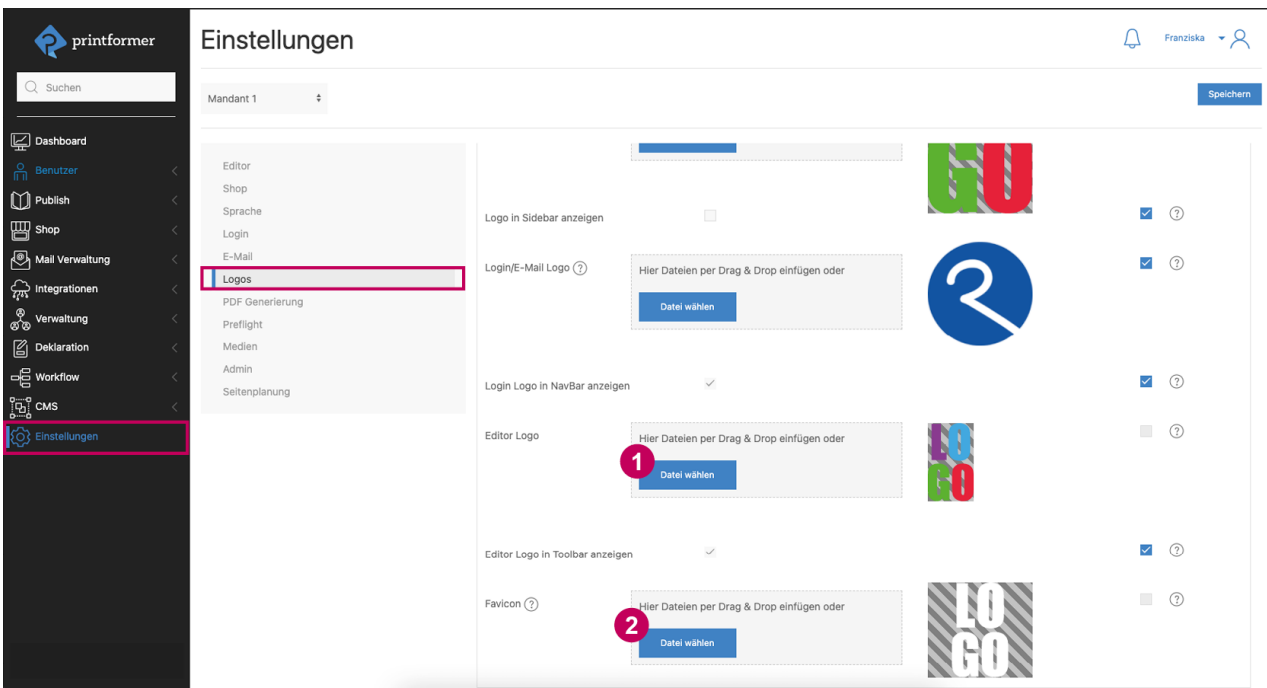 printformer
Einstellungen
Franziska
Suchen
Mandant 1
Speichern
Dashboard
Benutzer
Publish
Shop
Mail Verwaltung
Integrationen
Verwaltung
Deklaration
Workflow
CMS
Einstellungen
Editor
Shop
Sprache
Login
E-Mail
Logos
PDF Generierung
Preflight
Medien
Admin
Seitenplanung
GO
Logo in Sidebar anzeigen
?
Login/E-Mail Logo ?
Hier Dateien per Drag & Drop einfügen oder
Datei wählen
?
Login Logo in NavBar anzeigen
?
Editor Logo
Hier Dateien per Drag & Drop einfügen oder
1
Datei wählen
LO
GO
?
Editor Logo in Toolbar anzeigen
?
Favicon ?
Hier Dateien per Drag & Drop einfügen oder
2
Datei wählen
LO
GO
?